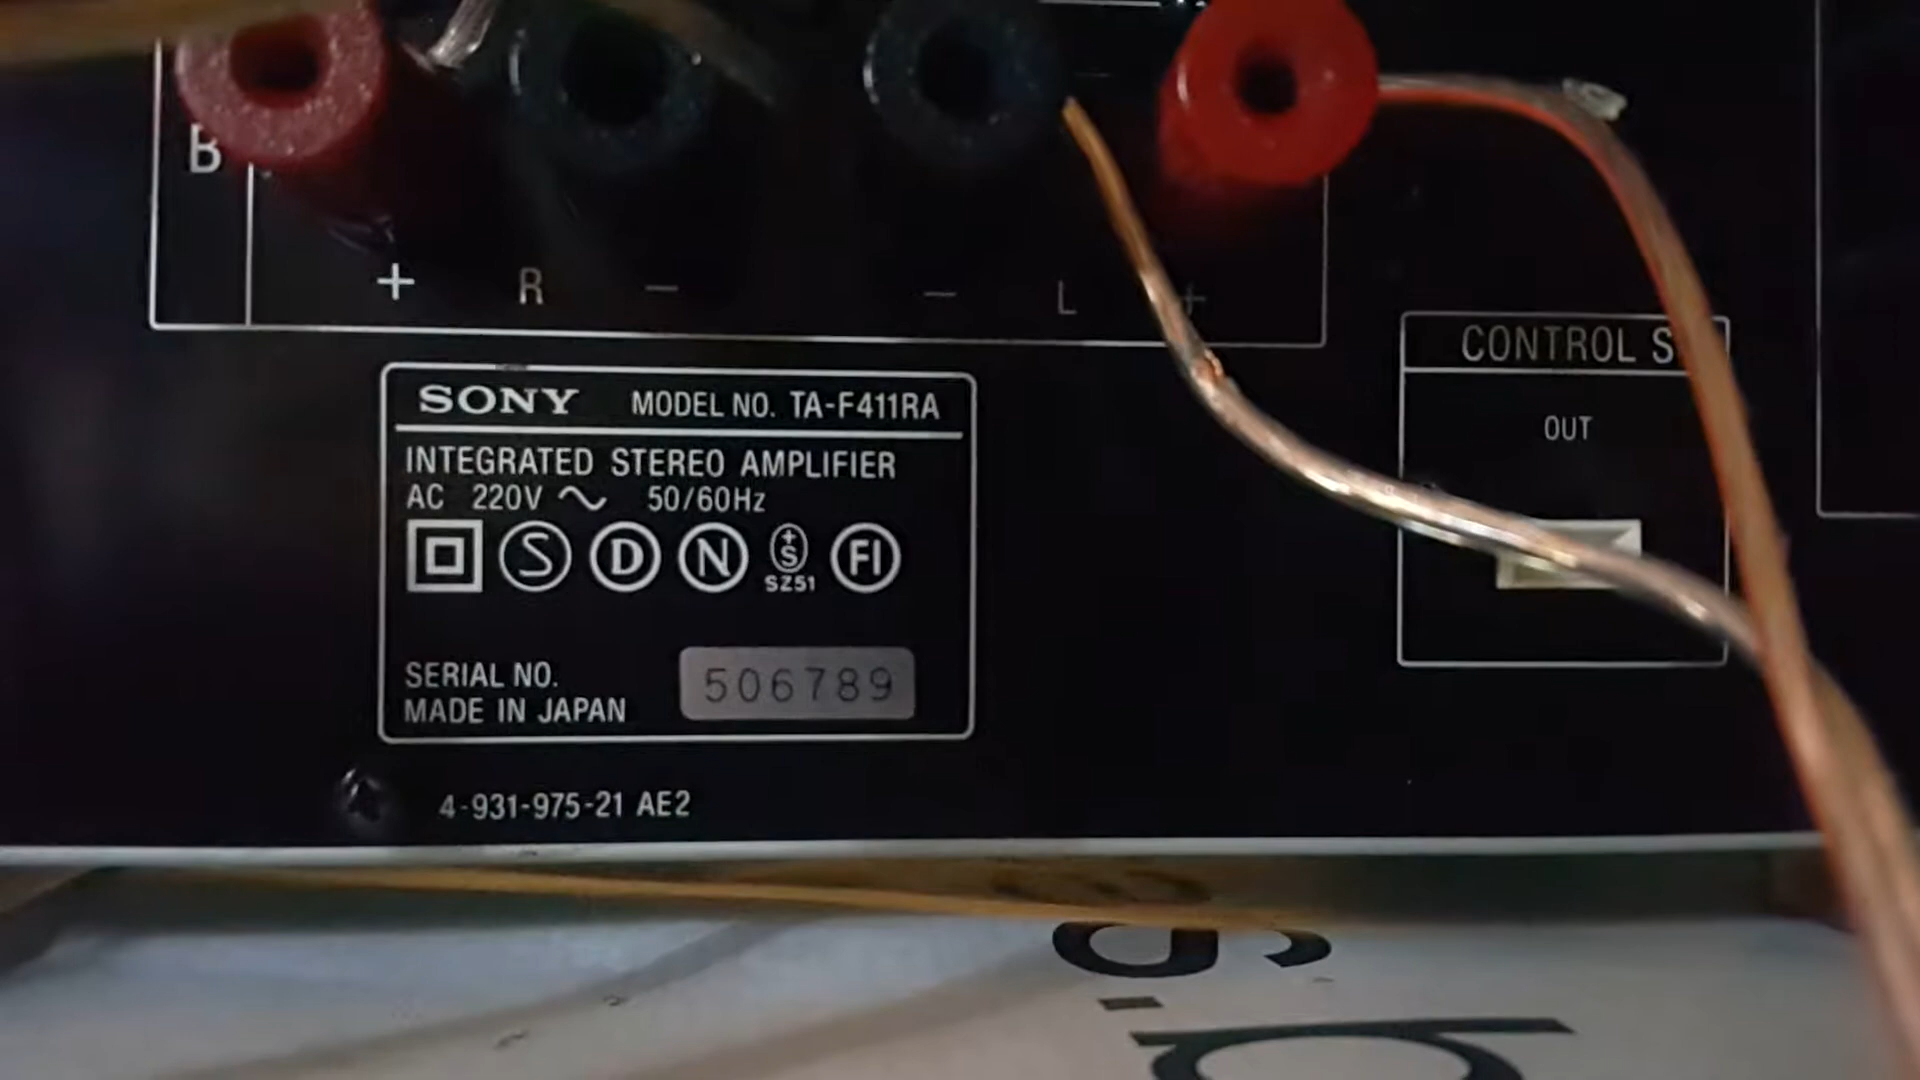 B
+ R − − L +
CONTROL S
OUT
SONY MODEL NO. TA-F411RA
INTEGRATED STEREO AMPLIFIER
AC 220V ~ 50/60Hz
S D N +S FI
SZ51
SERIAL NO. 506789
MADE IN JAPAN
4-931-975-21 AE2